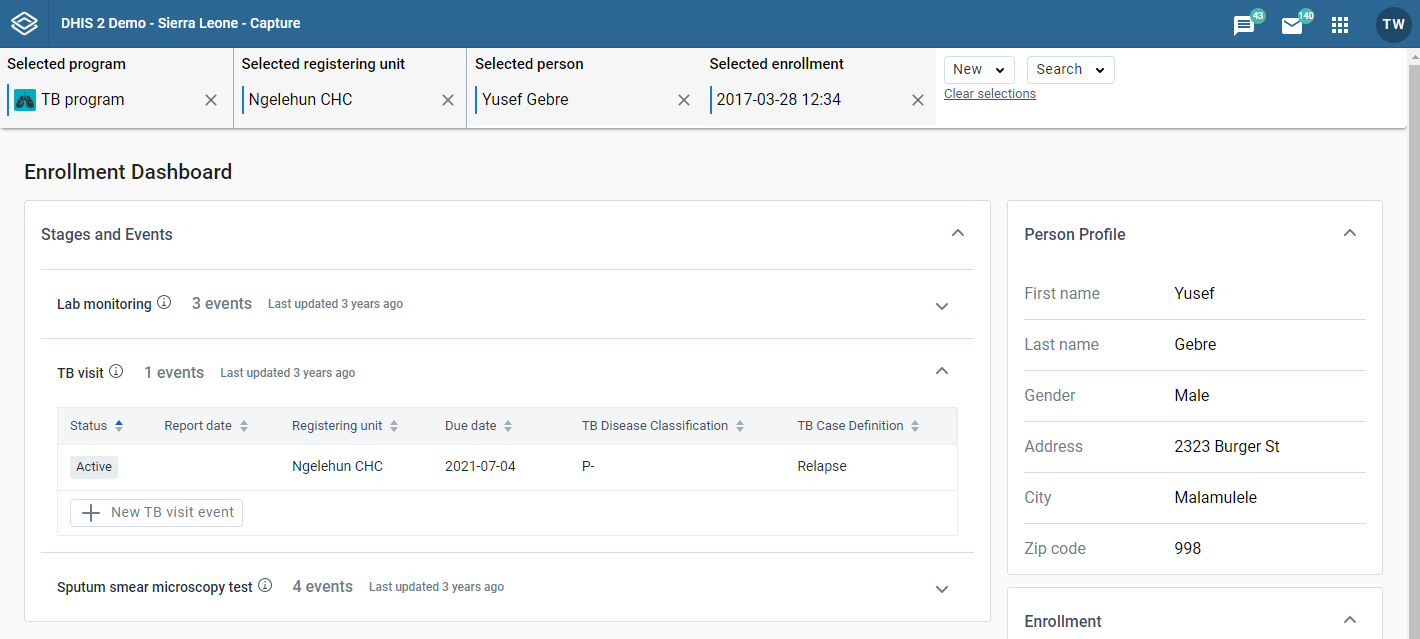 DHIS 2 Demo - Sierra Leone - Capture
43
140
TW
Selected program
TB program
Selected registering unit
Ngelehun CHC
Selected person
Yusef Gebre
Selected enrollment
2017-03-28 12:34
New
Search
Clear selections
Enrollment Dashboard
Stages and Events
Lab monitoring 3 events Last updated 3 years ago
TB visit 1 events Last updated 3 years ago
Status Report date Registering unit Due date TB Disease Classification TB Case Definition
Active Ngelehun CHC 2021-07-04 P- Relapse
New TB visit event
Sputum smear microscopy test 4 events Last updated 3 years ago
Person Profile
First name Yusef
Last name Gebre
Gender Male
Address 2323 Burger St
City Malamulele
Zip code 998
Enrollment